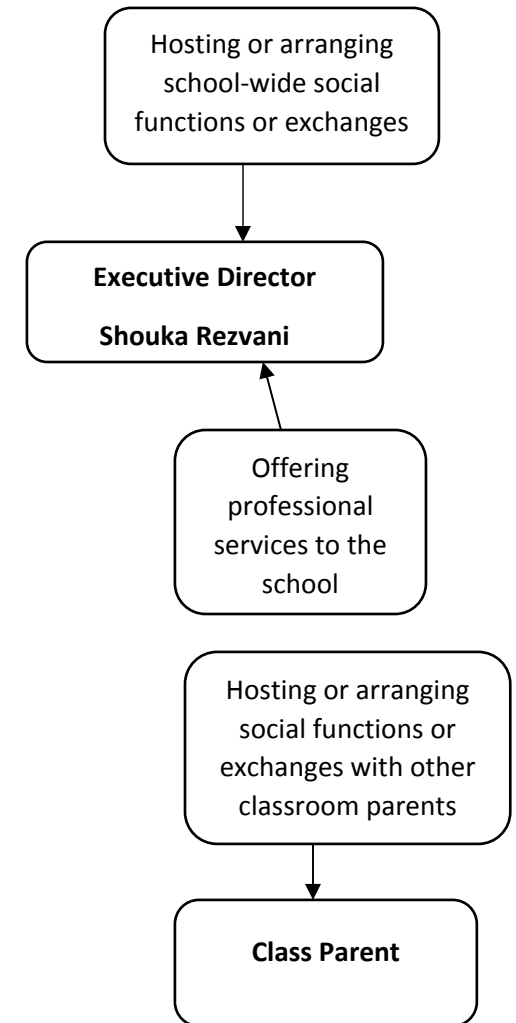 Hosting or arranging
school-wide social
functions or exchanges
Executive Director
Shouka Rezvani
Offering
professional
services to the
school
Hosting or arranging
social functions or
exchanges with other
classroom parents
Class Parent